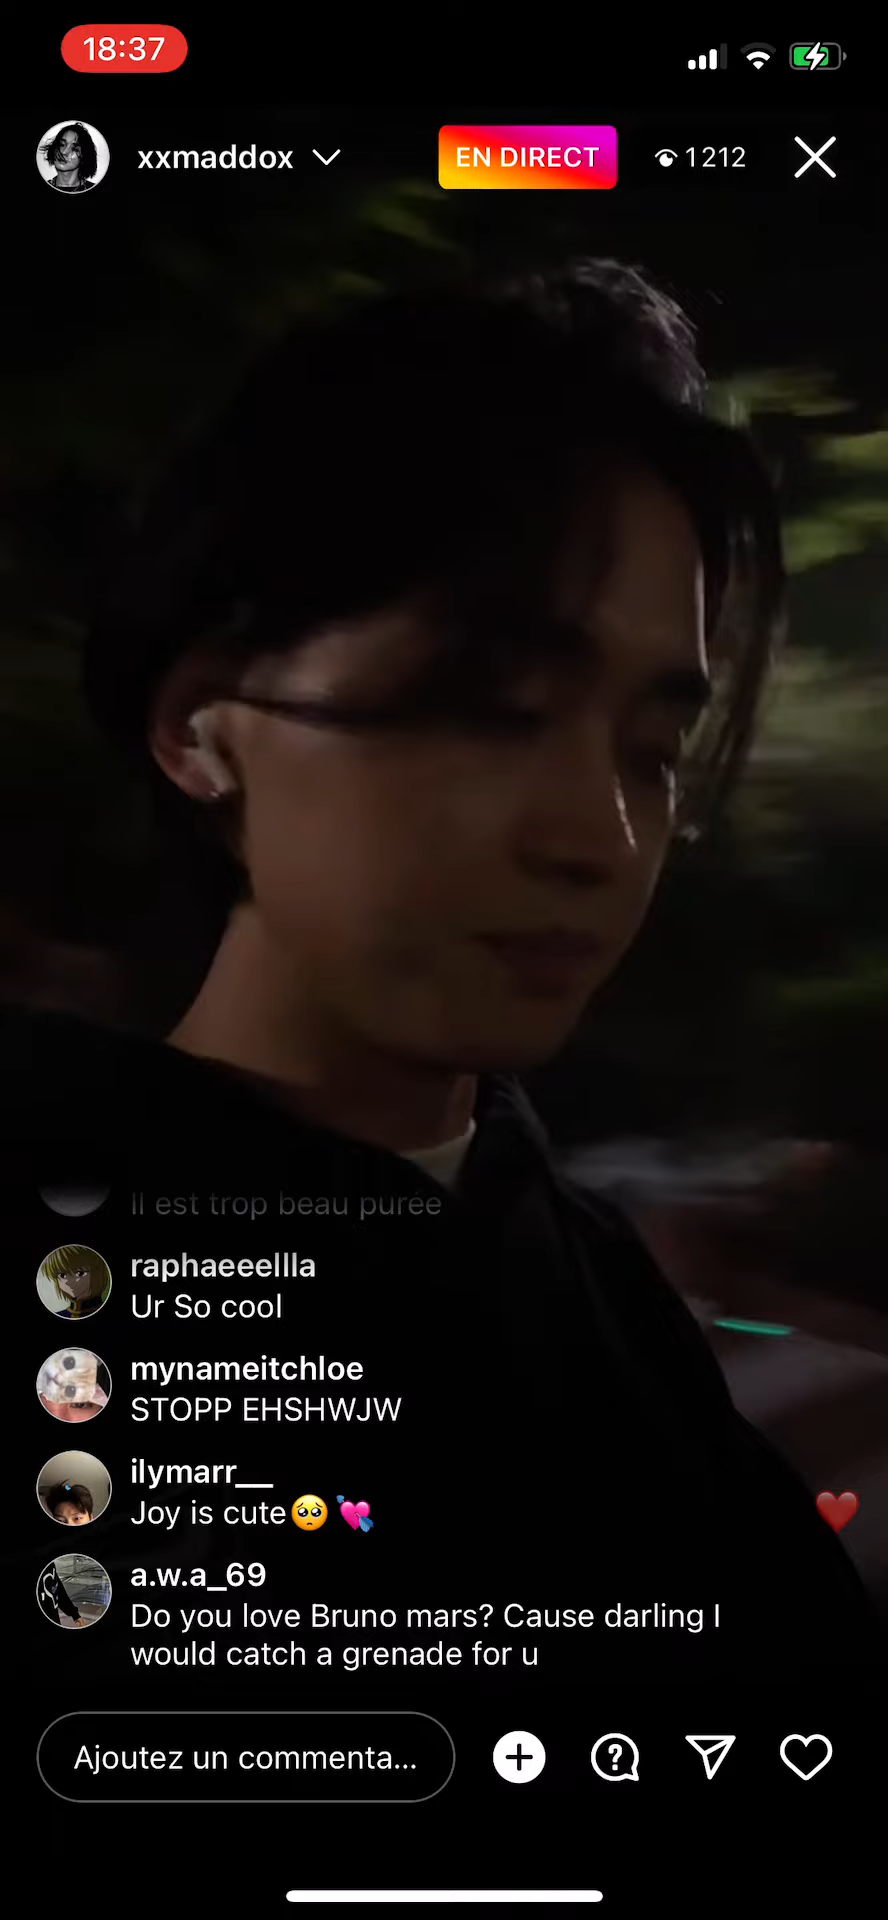 18:37
xxmaddox
EN DIRECT
1212
Il est trop beau purée
raphaeeellla
Ur So cool
mynameitchloe
STOPP EHSHWJW
ilymarr__
Joy is cute🥺💘
a.w.a_69
Do you love Bruno mars? Cause darling I
would catch a grenade for u
Ajoutez un commenta...